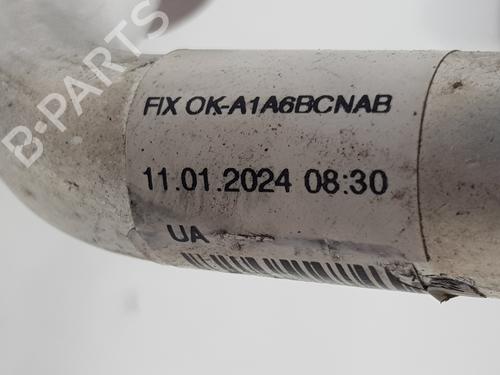 B-PARTS
FIX OK-A1A6BCNAB
11.01.2024 08:30
UA